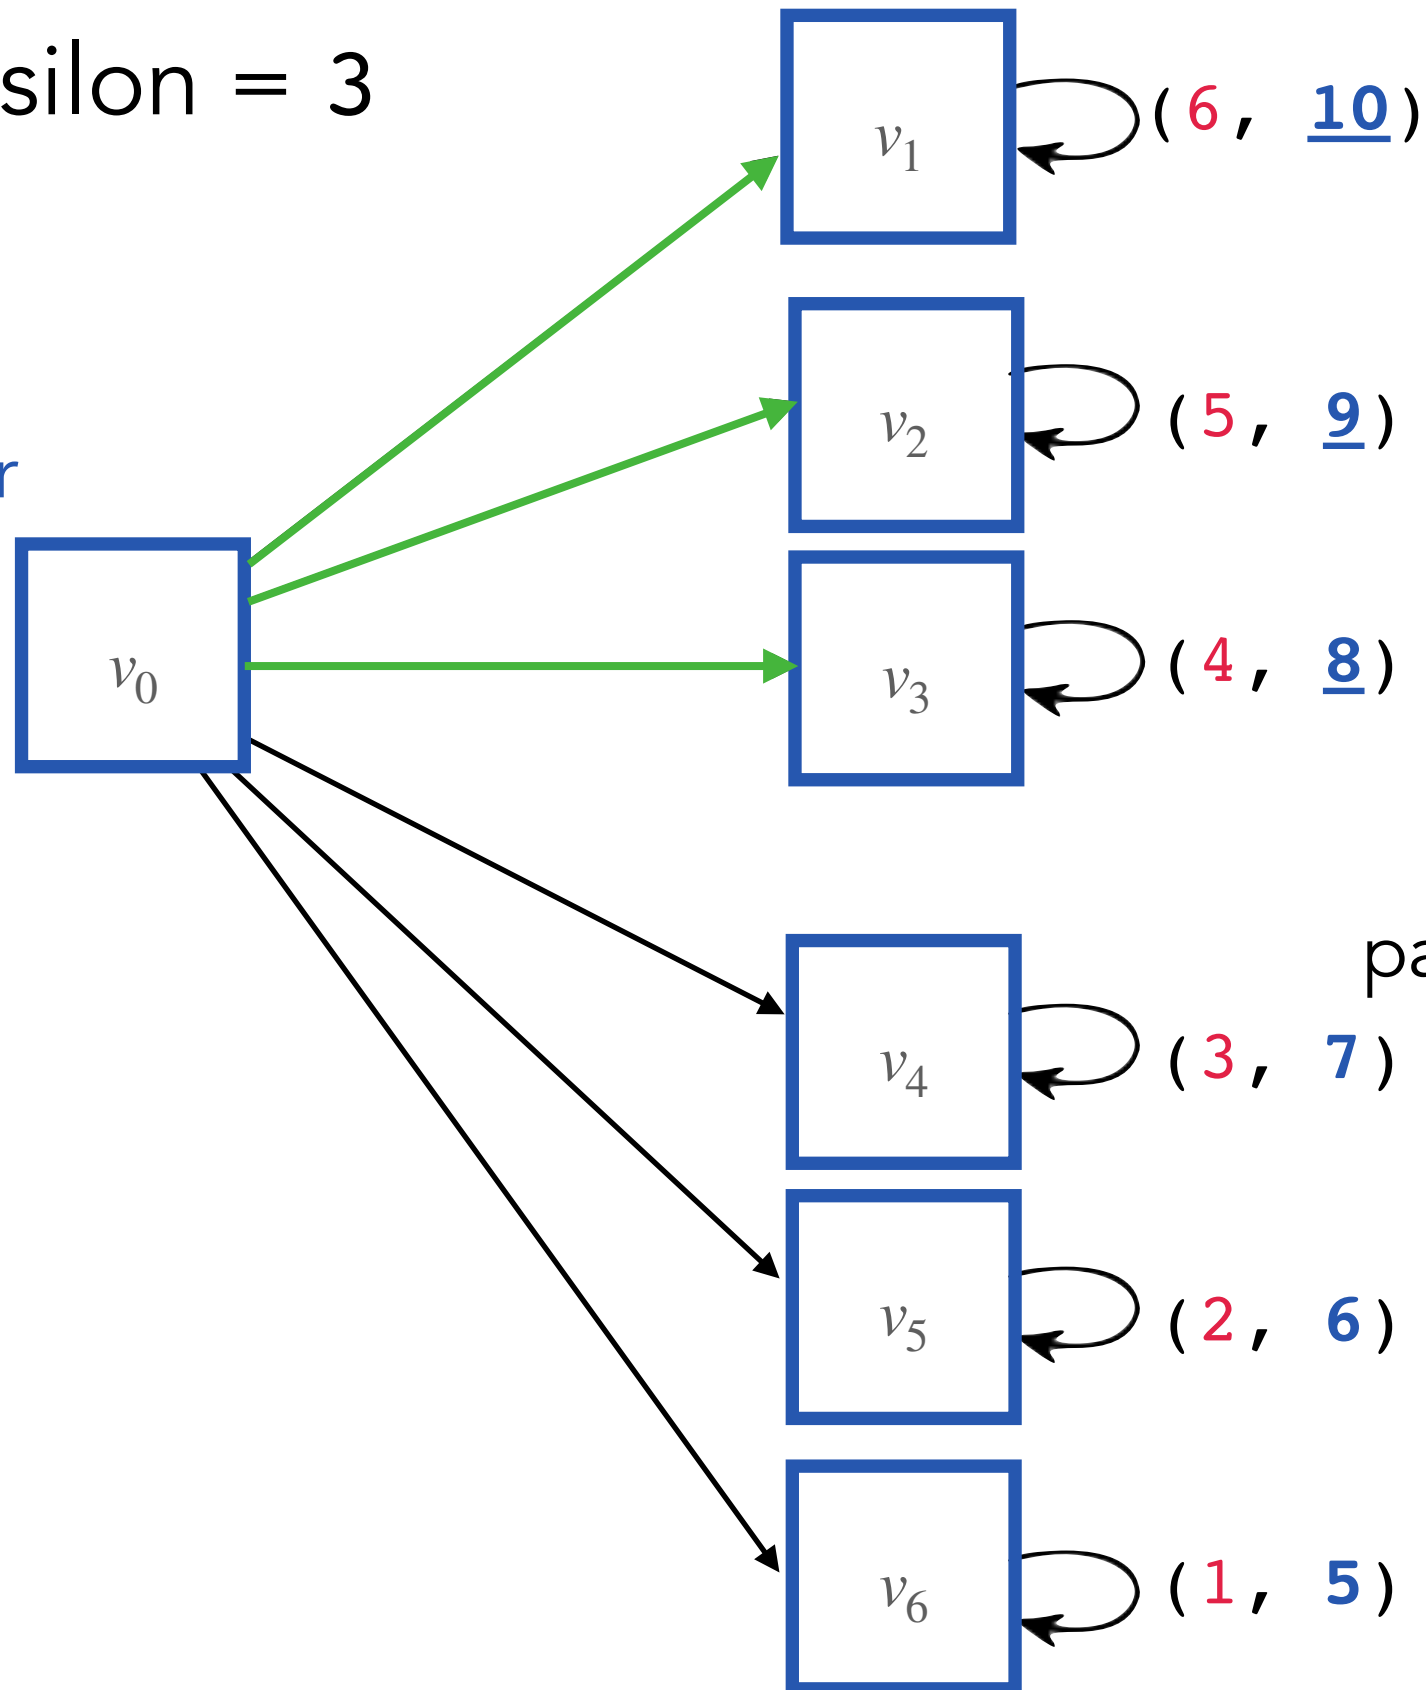 silon = 3
v1
(6, 10)
v2
(5, 9)
r
v0
v3
(4, 8)
pa
v4
(3, 7)
v5
(2, 6)
v6
(1, 5)